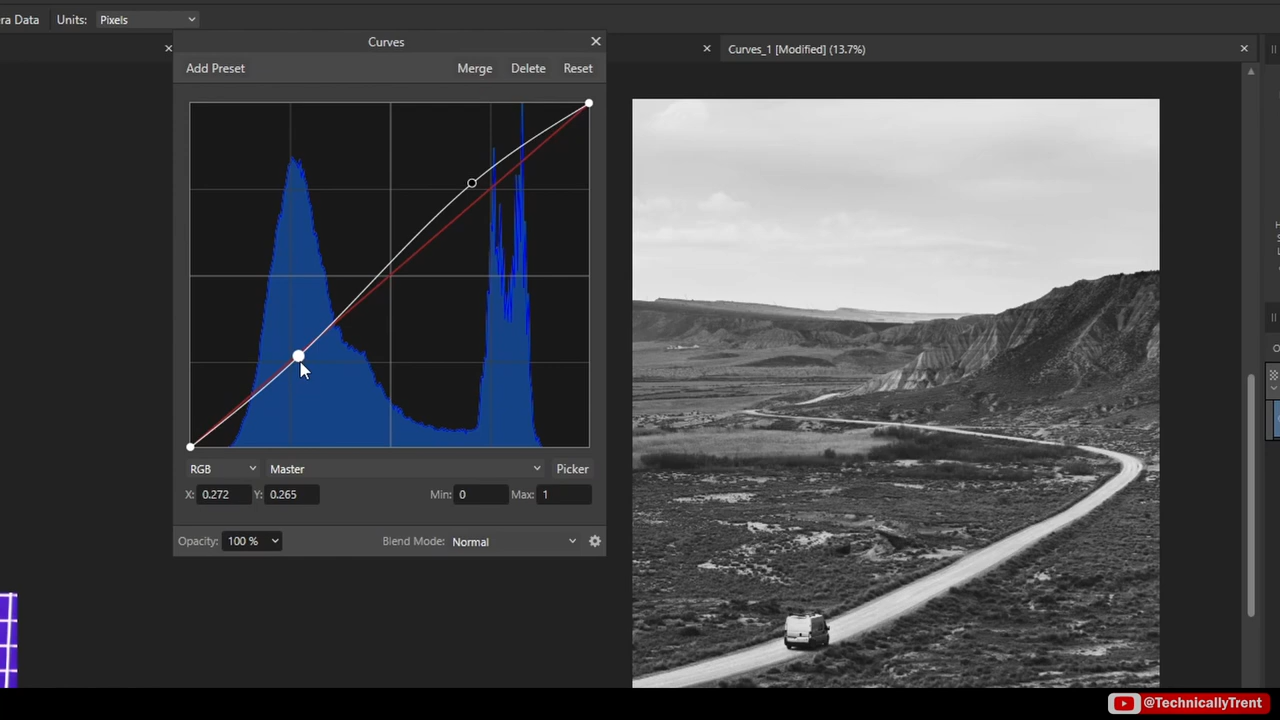 ra Data Units: Pixels
Curves
Curves_1 [Modified] (13.7%)
Add Preset Merge Delete Reset
RGB Master Picker
X: 0.272 Y: 0.265 Min: 0 Max: 1
Opacity: 100 % Blend Mode: Normal
@TechnicallyTrent